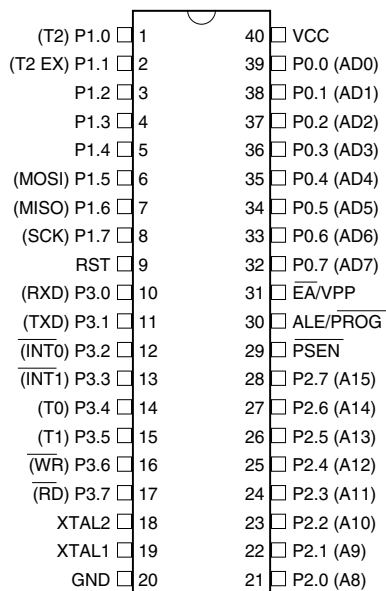 (T2) P1.0 1 40 VCC
(T2 EX) P1.1 2 39 P0.0 (AD0)
P1.2 3 38 P0.1 (AD1)
P1.3 4 37 P0.2 (AD2)
P1.4 5 36 P0.3 (AD3)
(MOSI) P1.5 6 35 P0.4 (AD4)
(MISO) P1.6 7 34 P0.5 (AD5)
(SCK) P1.7 8 33 P0.6 (AD6)
RST 9 32 P0.7 (AD7)
(RXD) P3.0 10 31 EA/VPP
(TXD) P3.1 11 30 ALE/PROG
(INT0) P3.2 12 29 PSEN
(INT1) P3.3 13 28 P2.7 (A15)
(T0) P3.4 14 27 P2.6 (A14)
(T1) P3.5 15 26 P2.5 (A13)
(WR) P3.6 16 25 P2.4 (A12)
(RD) P3.7 17 24 P2.3 (A11)
XTAL2 18 23 P2.2 (A10)
XTAL1 19 22 P2.1 (A9)
GND 20 21 P2.0 (A8)